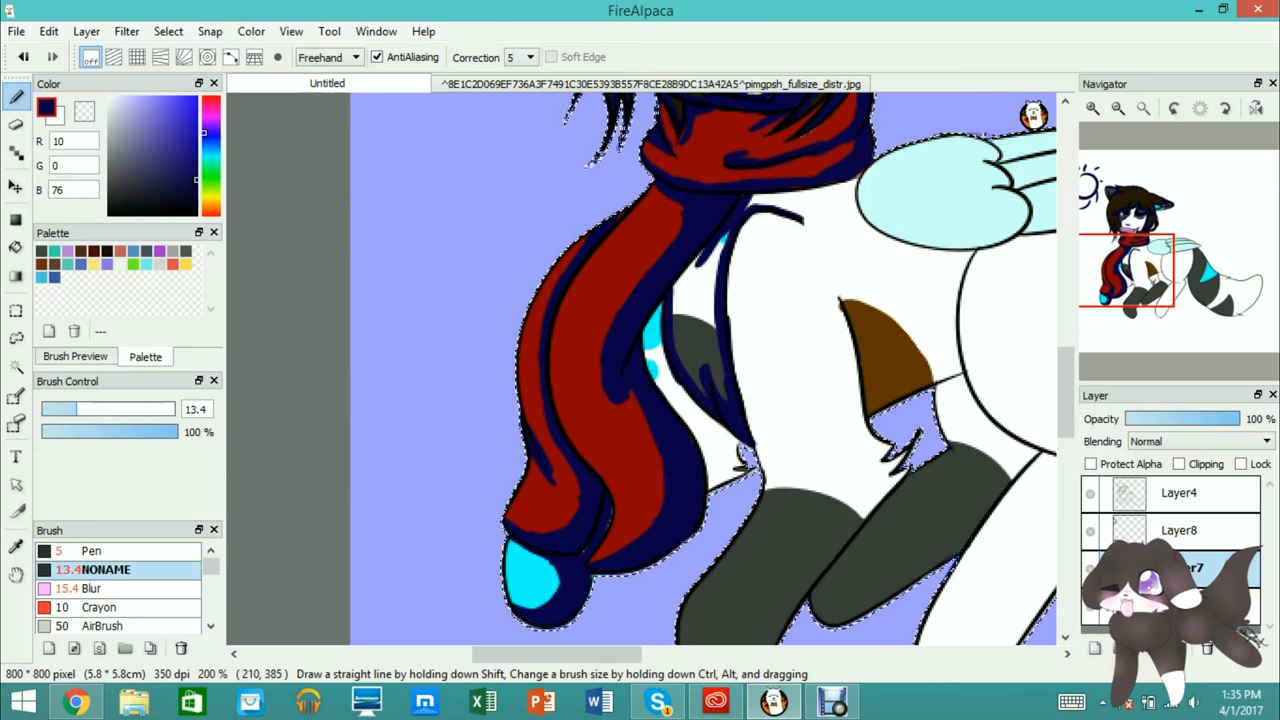 FireAlpaca
File Edit Layer Filter Select Snap Color View Tool Window Help
off Freehand AntiAliasing Correction 5 Soft Edge
Color
Untitled
^8E1C2D069EF736A3F7491C30E5393B557F8CE28B9DC13A42A5^pimgpsh_fullsize_distr.jpg
Navigator
R 10
G 0
B 76
Palette
---
Brush Preview Palette
Brush Control
13.4
100 %
Brush
5 Pen
13.4 NONAME
15.4 Blur
10 Crayon
50 AirBrush
Layer
Opacity 100 %
Blending Normal
Protect Alpha Clipping Lock
Layer4
Layer8
800 * 800 pixel (5.8 * 5.8cm) 350 dpi 200 % ( 210, 385) Draw a straight line by holding down Shift, Change a brush size by holding down Ctrl, Alt, and dragging
1:35 PM
4/1/2017